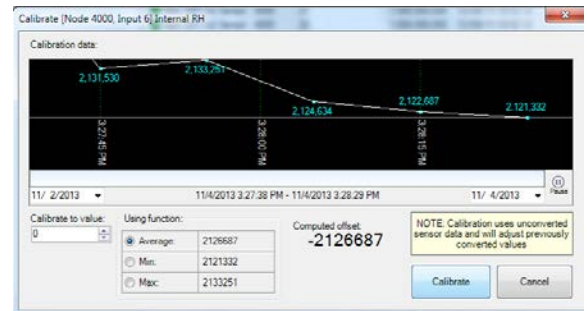 Calibrate [Node 4000, Input 6] Internal RH
Calibration data:
2,131,530
2,133,251
2,124,634
2,122,687
2,121,332
3:27:45 PM
3:28:00 PM
3:28:15 PM
Pause
11/ 2/2013
11/4/2013 3:27:38 PM - 11/4/2013 3:28:29 PM
11/ 4/2013
Calibrate to value:
0
Using function:
Average: 2126687
Min: 2121332
Max: 2133251
Computed offset:
-2126687
NOTE: Calibration uses unconverted
sensor data and will adjust previously
converted values
Calibrate
Cancel